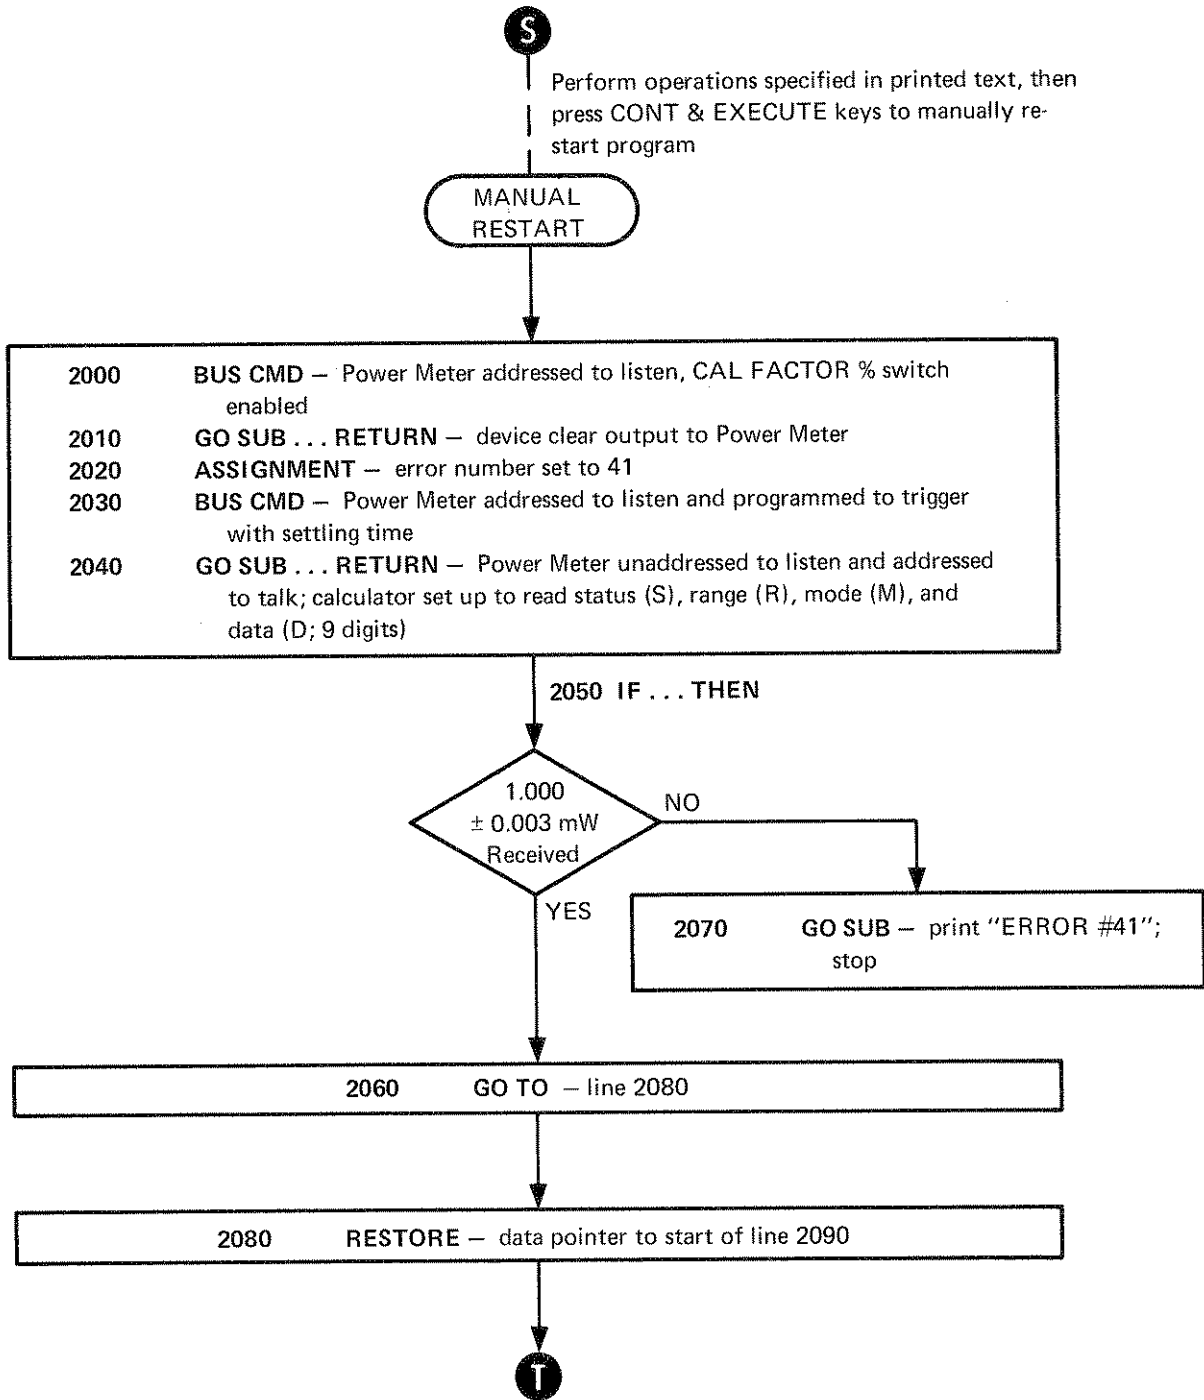 S
Perform operations specified in printed text, then
press CONT & EXECUTE keys to manually re-
start program
MANUAL
RESTART
2000 BUS CMD — Power Meter addressed to listen, CAL FACTOR % switch
enabled
2010 GO SUB . . . RETURN — device clear output to Power Meter
2020 ASSIGNMENT — error number set to 41
2030 BUS CMD — Power Meter addressed to listen and programmed to trigger
with settling time
2040 GO SUB . . . RETURN — Power Meter unaddressed to listen and addressed
to talk; calculator set up to read status (S), range (R), mode (M), and
data (D; 9 digits)
2050 IF . . . THEN
1.000
± 0.003 mW
Received
NO
YES
2070 GO SUB — print "ERROR #41";
stop
2060 GO TO — line 2080
2080 RESTORE — data pointer to start of line 2090
T